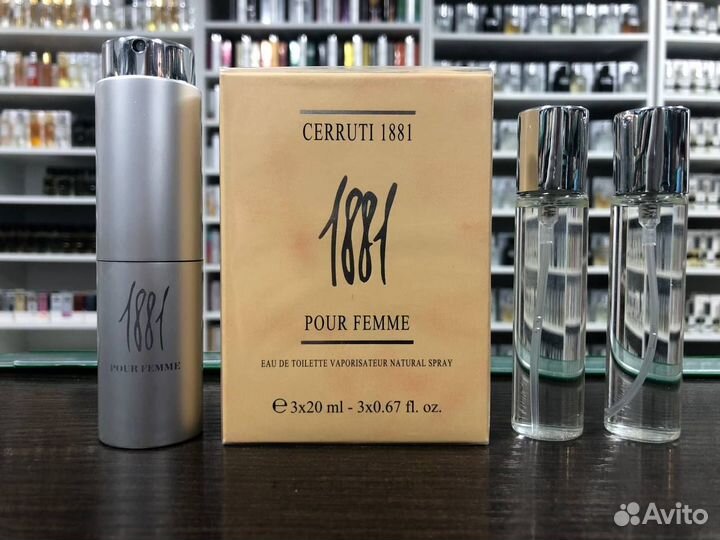 1881
POUR FEMME
CERRUTI 1881
1881
POUR FEMME
EAU DE TOILETTE VAPORISATEUR NATURAL SPRAY
℮ 3x20 ml - 3x0.67 fl. oz.
Avito